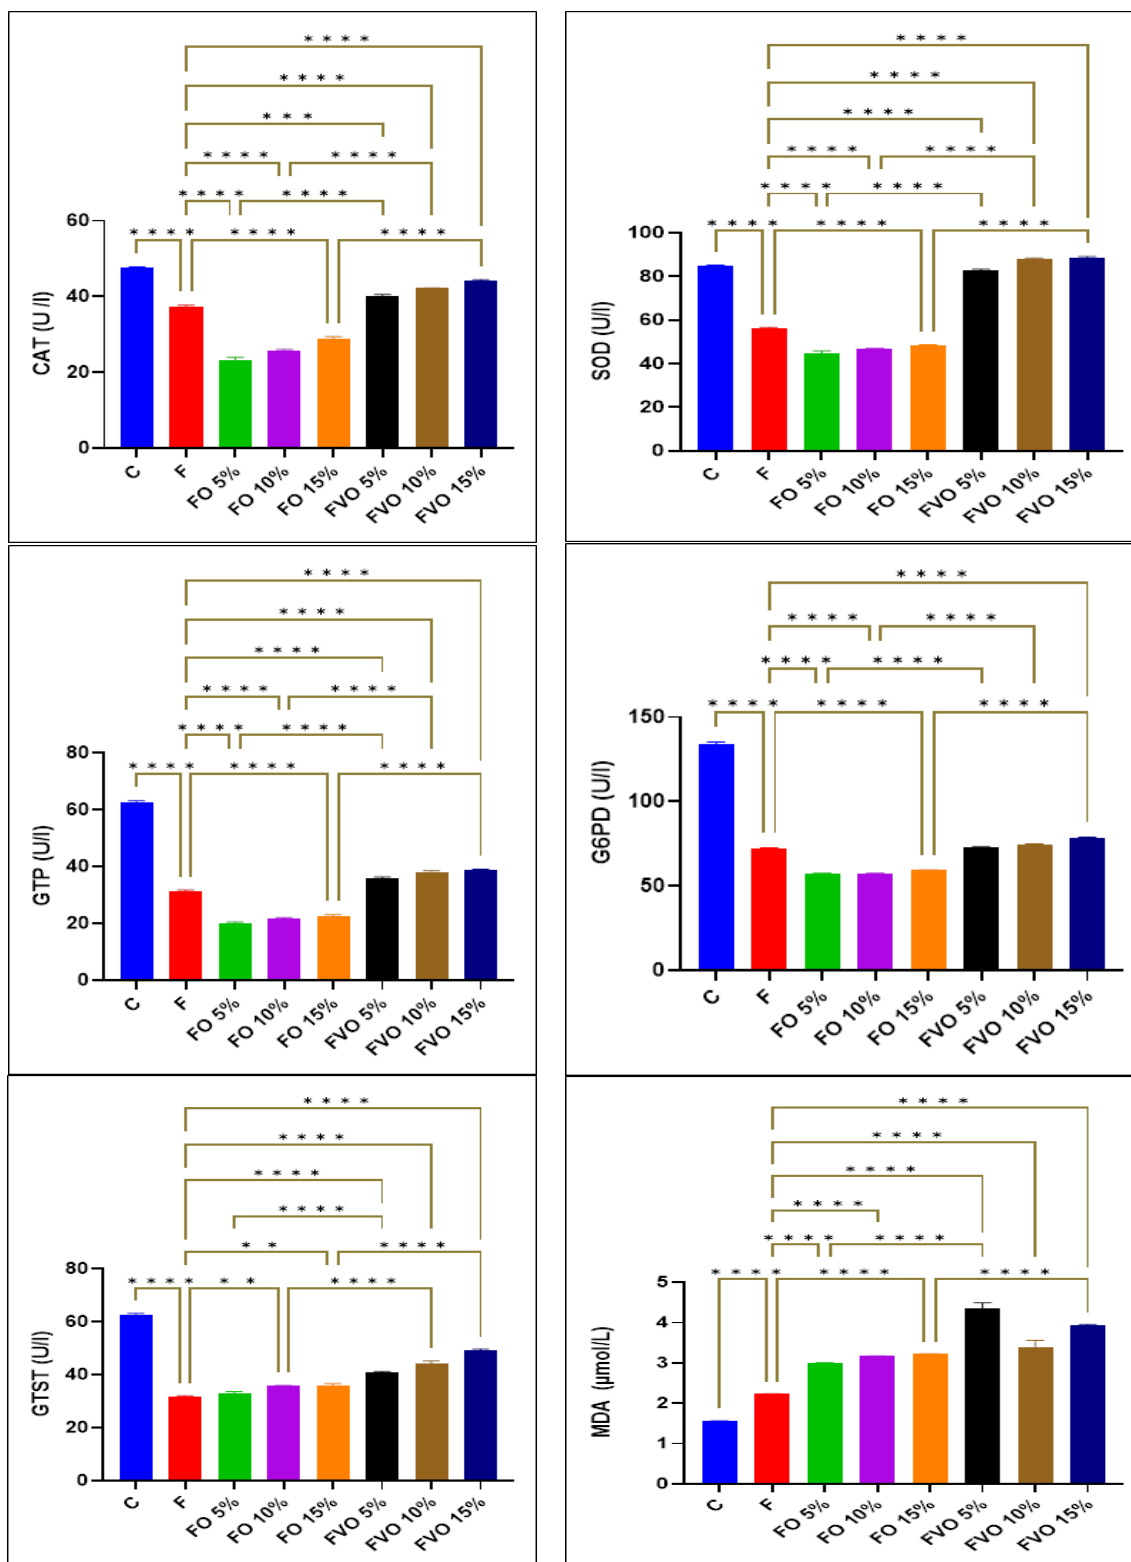 * * * *
* * * *
* * *
* * * * * * * *
* * * * * * * *
* * * * * * * * * * * *
CAT (U /l)
60
40
20
0
C F FO 5% FO 10% FO 15% FVO 5% FVO 10% FVO 15%
* * * *
* * * *
* * * *
* * * * * * * *
* * * * * * * *
* * * * * * * * * * * *
SOD (U/l)
100
80
60
40
20
0
C F FO 5% FO 10% FO 15% FVO 5% FVO 10% FVO 15%
* * * *
* * * *
* * * *
* * * * * * * *
* * * * * * * *
* * * * * * * * * * * *
GTP (U/l)
80
60
40
20
0
C F FO 5% FO 10% FO 15% FVO 5% FVO 10% FVO 15%
* * * *
* * * * * * * *
* * * * * * * *
* * * * * * * * * * * *
G6PD (U/l)
150
100
50
0
C F FO 5% FO 10% FO 15% FVO 5% FVO 10% FVO 15%
* * * *
* * * *
* * * *
* * * *
* * * * * *
* * * * * * * * * *
GTST (U/l)
80
60
40
20
0
C F FO 5% FO 10% FO 15% FVO 5% FVO 10% FVO 15%
* * * *
* * * *
* * * *
* * * *
* * * * * * * *
* * * * * * * * * * * *
MDA (µmol/L)
5
4
3
2
1
0
C F FO 5% FO 10% FO 15% FVO 5% FVO 10% FVO 15%